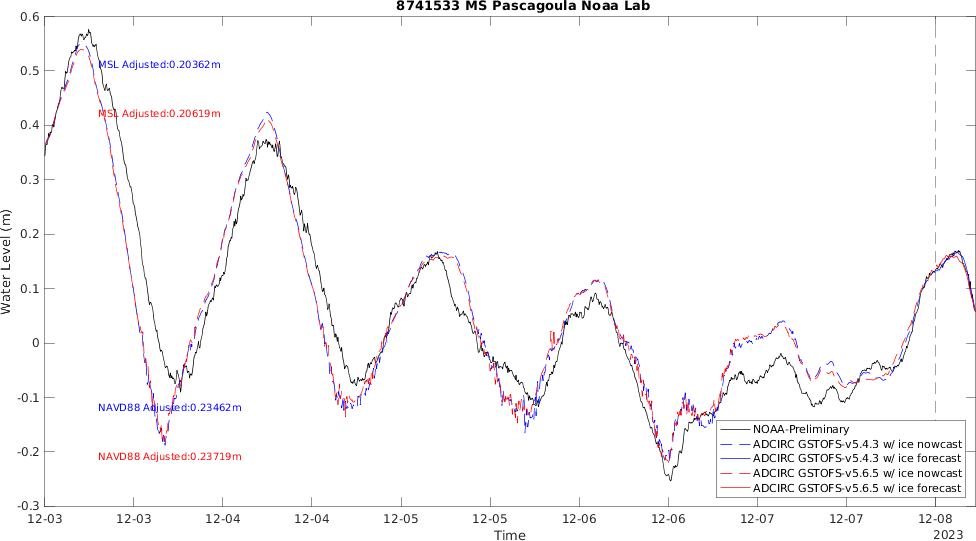 8741533 MS Pascagoula Noaa Lab
0.6
0.5
0.4
0.3
0.2
0.1
0
-0.1
-0.2
-0.3
Water Level (m)
MSL Adjusted:0.20362m
MSL Adjusted:0.20619m
NAVD88 Adjusted:0.23462m
NAVD88 Adjusted:0.23719m
NOAA-Preliminary
ADCIRC GSTOFS-v5.4.3 w/ ice nowcast
ADCIRC GSTOFS-v5.4.3 w/ ice forecast
ADCIRC GSTOFS-v5.6.5 w/ ice nowcast
ADCIRC GSTOFS-v5.6.5 w/ ice forecast
12-03 12-03 12-04 12-04 12-05 12-05 12-06 12-06 12-07 12-07 12-08
Time
2023